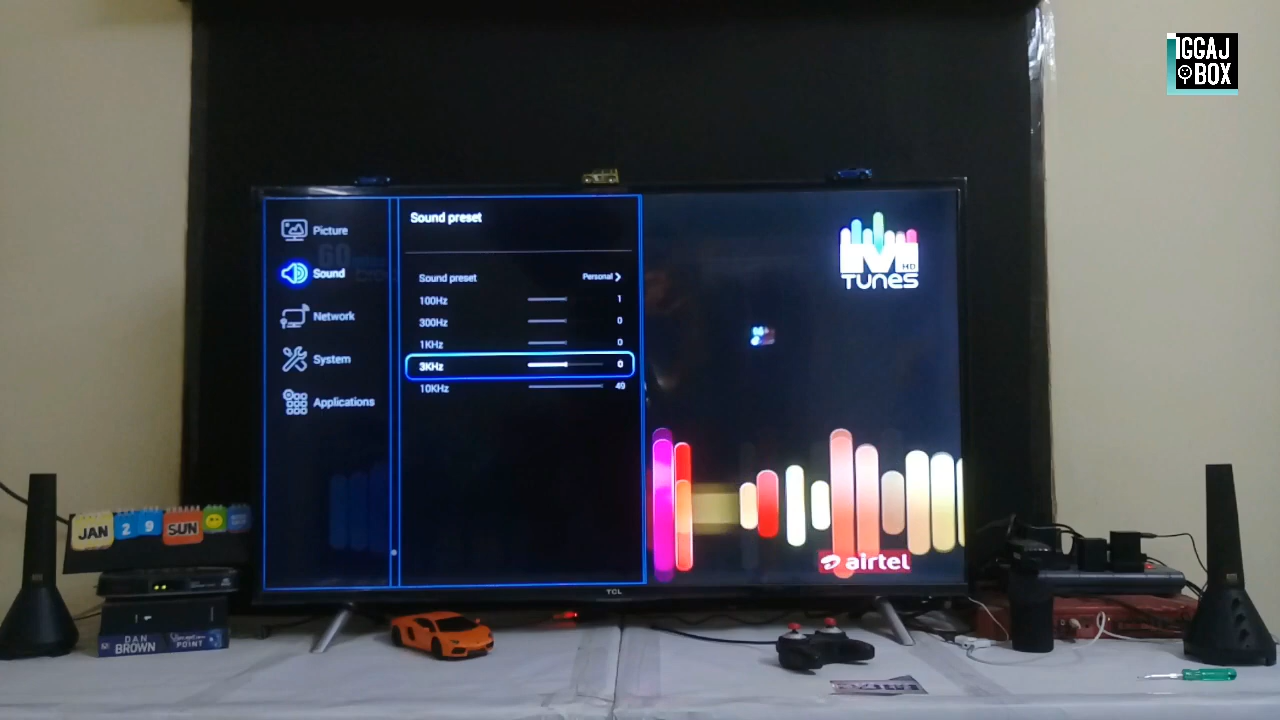 IGGAJ
BOX
Picture
Sound
Network
System
Applications
Sound preset
Sound preset Personal
100Hz 1
300Hz 0
1KHz 0
3KHz 0
10KHz 49
HD
TUNES
airtel
TCL
JAN 2 9 SUN
DAN
BROWN
POINT